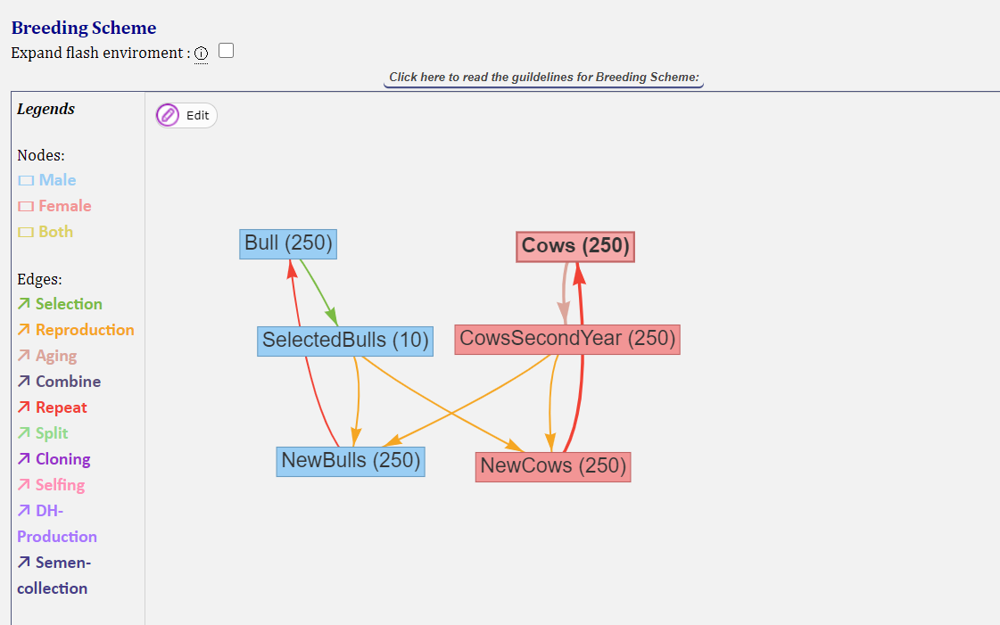 Breeding Scheme
Expand flash enviroment : ⓘ
Click here to read the guildelines for Breeding Scheme:
Legends
Edit
Nodes:
Male
Female
Both
Edges:
Selection
Reproduction
Aging
Combine
Repeat
Split
Cloning
Selfing
DH-
Production
Semen-
collection
Bull (250)
Cows (250)
SelectedBulls (10)
CowsSecondYear (250)
NewBulls (250)
NewCows (250)